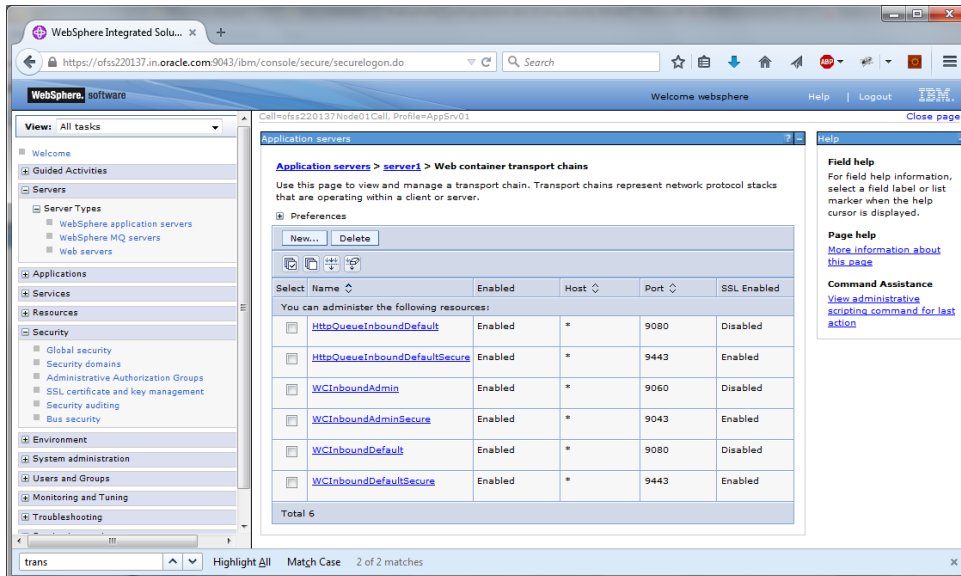 WebSphere Integrated Solu... × +
https://ofss220137.in.oracle.com:9043/ibm/console/secure/securelogon.do Search ABP
WebSphere. software Welcome websphere Help | Logout IBM.
Cell=ofss220137Node01Cell, Profile=AppSrv01 Close page
View: All tasks
Welcome
Guided Activities
Servers
Server Types
WebSphere application servers
WebSphere MQ servers
Web servers
Applications
Services
Resources
Security
Global security
Security domains
Administrative Authorization Groups
SSL certificate and key management
Security auditing
Bus security
Environment
System administration
Users and Groups
Monitoring and Tuning
Troubleshooting
Application servers ? -
Application servers > server1 > Web container transport chains
Use this page to view and manage a transport chain. Transport chains represent network protocol stacks
that are operating within a client or server.
Preferences
New... Delete
Select Name Enabled Host Port SSL Enabled
You can administer the following resources:
HttpQueueInboundDefault Enabled * 9080 Disabled
HttpQueueInboundDefaultSecure Enabled * 9443 Enabled
WCInboundAdmin Enabled * 9060 Disabled
WCInboundAdminSecure Enabled * 9043 Enabled
WCInboundDefault Enabled * 9080 Disabled
WCInboundDefaultSecure Enabled * 9443 Enabled
Total 6
Help
Field help
For field help information,
select a field label or list
marker when the help
cursor is displayed.
Page help
More information about
this page
Command Assistance
View administrative
scripting command for last
action
trans Highlight All Match Case 2 of 2 matches ×